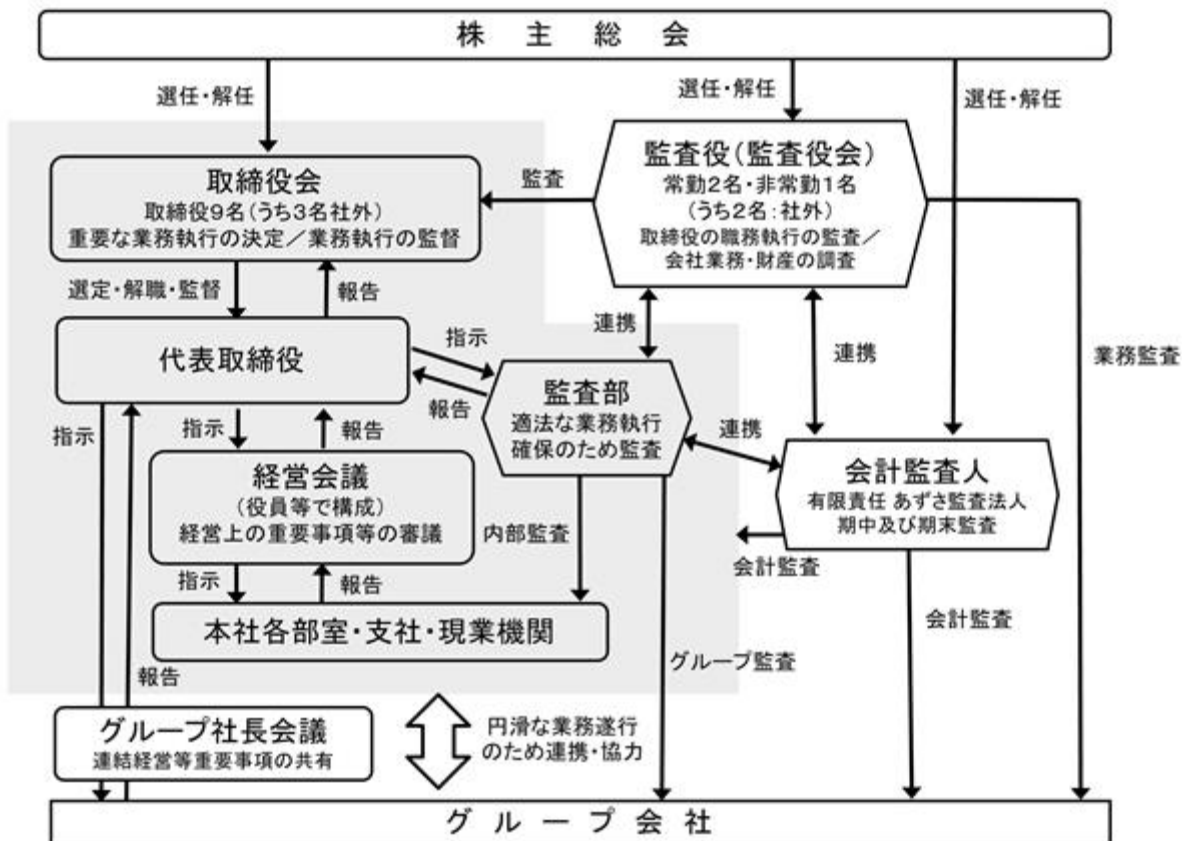 株主総会
選任・解任
選任・解任
選任・解任
取締役会
取締役9名(うち3名社外)
重要な業務執行の決定/業務執行の監督
監査
監査役(監査役会)
常勤2名・非常勤1名
(うち2名:社外)
取締役の職務執行の監査/
会社業務・財産の調査
選定・解職・監督
報告
代表取締役
指示
報告
連携
連携
業務監査
監査部
適法な業務執行
確保のため監査
連携
指示
指示
報告
経営会議
(役員等で構成)
経営上の重要事項等の審議
会計監査人
有限責任 あずさ監査法人
期中及び期末監査
内部監査
会計監査
指示
報告
本社各部室・支社・現業機関
会計監査
グループ監査
報告
グループ社長会議
連結経営等重要事項の共有
円滑な業務遂行
のため連携・協力
グループ会社